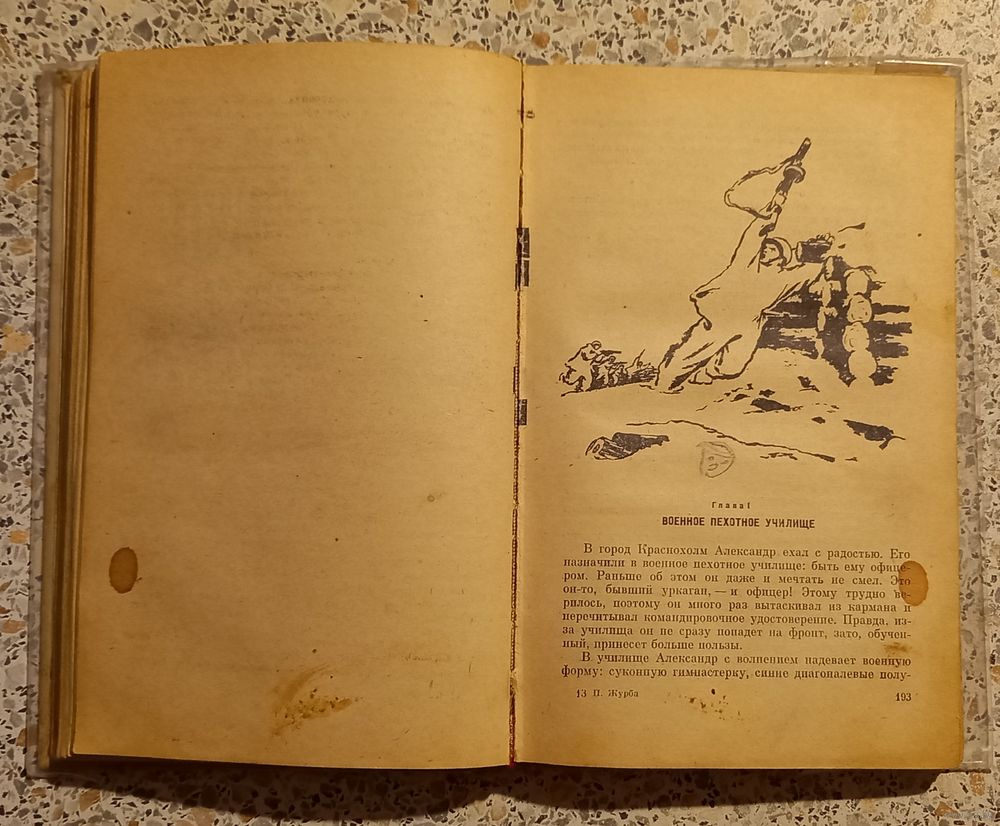 Глава I
ВОЕННОЕ ПЕХОТНОЕ УЧИЛИЩЕ
В город Краснохолм Александр ехал с радостью. Его
назначили в военное пехотное училище: быть ему офице-
ром. Раньше об этом он даже и мечтать не смел. Это
он-то, бывший уркаган, — и офицер! Этому трудно ве-
рилось, поэтому он много раз вытаскивал из кармана и
перечитывал командировочное удостоверение. Правда, из-
за училища он не сразу попадет на фронт, зато, обучен-
ный, принесет больше пользы.
В училище Александр с волнением надевает военную
форму: суконную гимнастерку, синие диагоналевые полу-
13 П. Журба
193